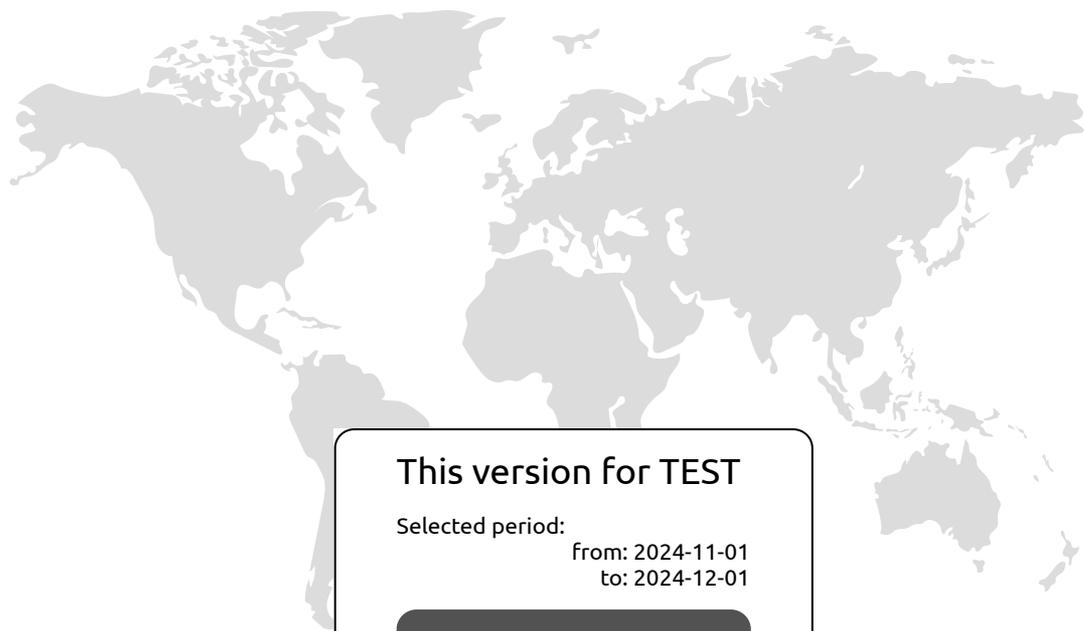 This version for TEST
Selected period:
from: 2024-11-01
to: 2024-12-01